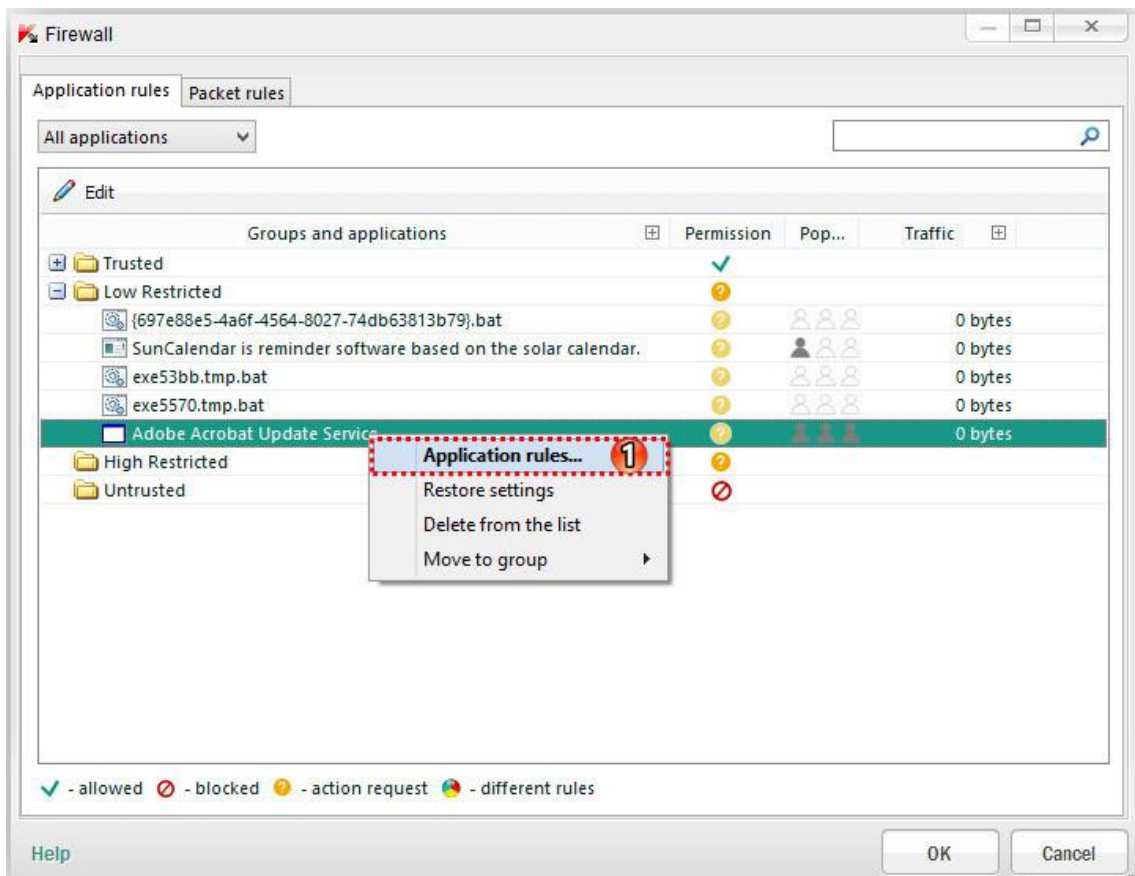 Firewall
Application rules Packet rules
All applications
Edit
Groups and applications Permission Pop... Traffic
Trusted
Low Restricted
{697e88e5-4a6f-4564-8027-74db63813b79}.bat 0 bytes
SunCalendar is reminder software based on the solar calendar. 0 bytes
exe53bb.tmp.bat 0 bytes
exe5570.tmp.bat 0 bytes
Adobe Acrobat Update Service 0 bytes
Application rules... 1
High Restricted
Restore settings
Untrusted
Delete from the list
Move to group
- allowed - blocked - action request - different rules
Help OK Cancel